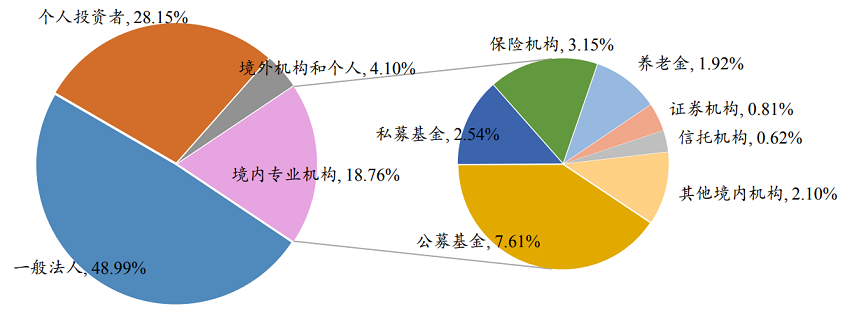 个人投资者, 28.15%
境外机构和个人, 4.10%
境内专业机构, 18.76%
一般法人, 48.99%
保险机构, 3.15%
养老金, 1.92%
证券机构, 0.81%
信托机构, 0.62%
其他境内机构, 2.10%
私募基金, 2.54%
公募基金, 7.61%